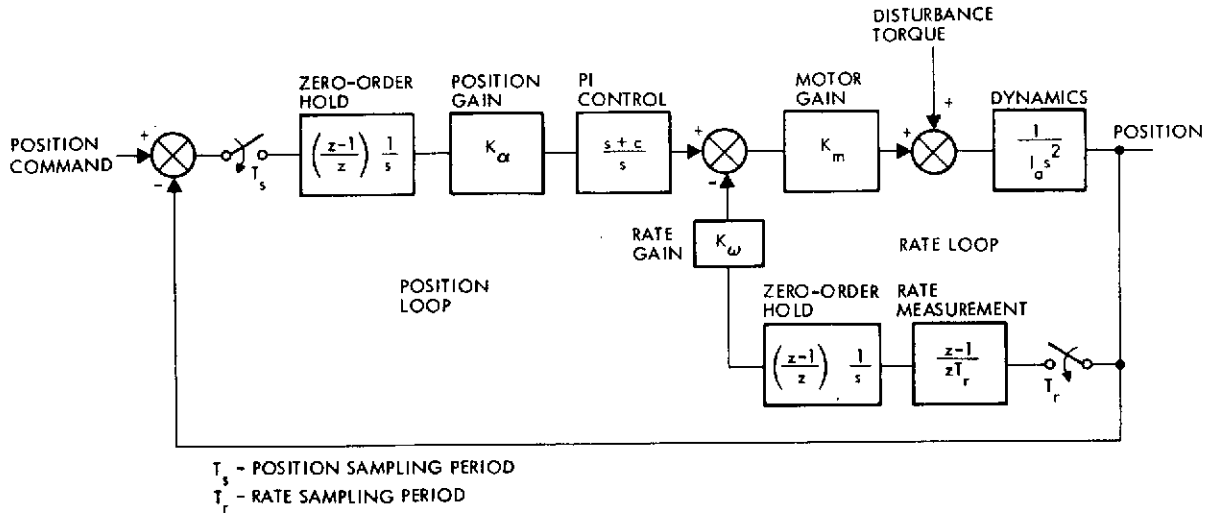 DISTURBANCE
TORQUE
ZERO-ORDER
HOLD
POSITION
GAIN
PI
CONTROL
MOTOR
GAIN
DYNAMICS
POSITION
COMMAND
+
-
T_s
(z-1/z) 1/s
K_α
s + c/s
+
-
K_m
+
+
1/I_a s^2
POSITION
RATE
GAIN
K_ω
RATE LOOP
POSITION
LOOP
ZERO-ORDER
HOLD
RATE
MEASUREMENT
(z-1/z) 1/s
z-1/zT_r
T_r
T_s - POSITION SAMPLING PERIOD
T_r - RATE SAMPLING PERIOD